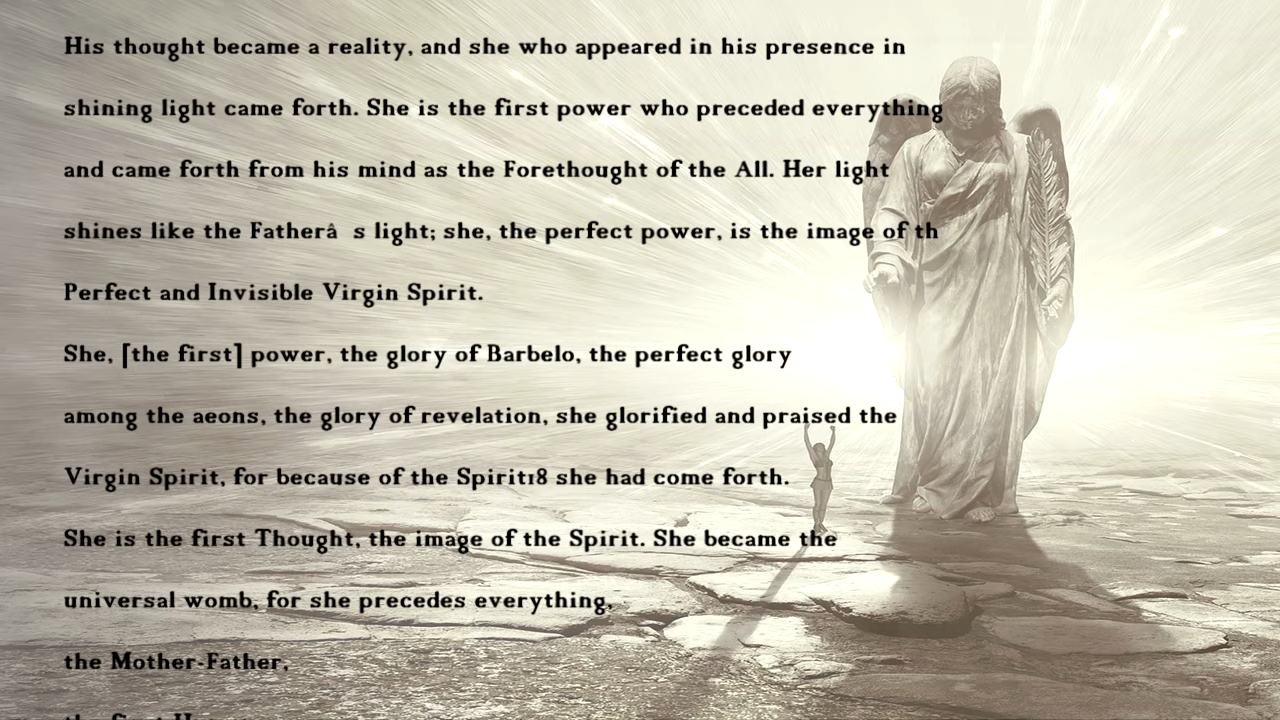 His thought became a reality, and she who appeared in his presence in
shining light came forth. She is the first power who preceded everything
and came forth from his mind as the Forethought of the All. Her light
shines like the Fatherâ  s light; she, the perfect power, is the image of th
Perfect and Invisible Virgin Spirit.
She, [the first] power, the glory of Barbelo, the perfect glory
among the aeons, the glory of revelation, she glorified and praised the
Virgin Spirit, for because of the Spirit18 she had come forth.
She is the first Thought, the image of the Spirit. She became the
universal womb, for she precedes everything,
the Mother-Father,
the first